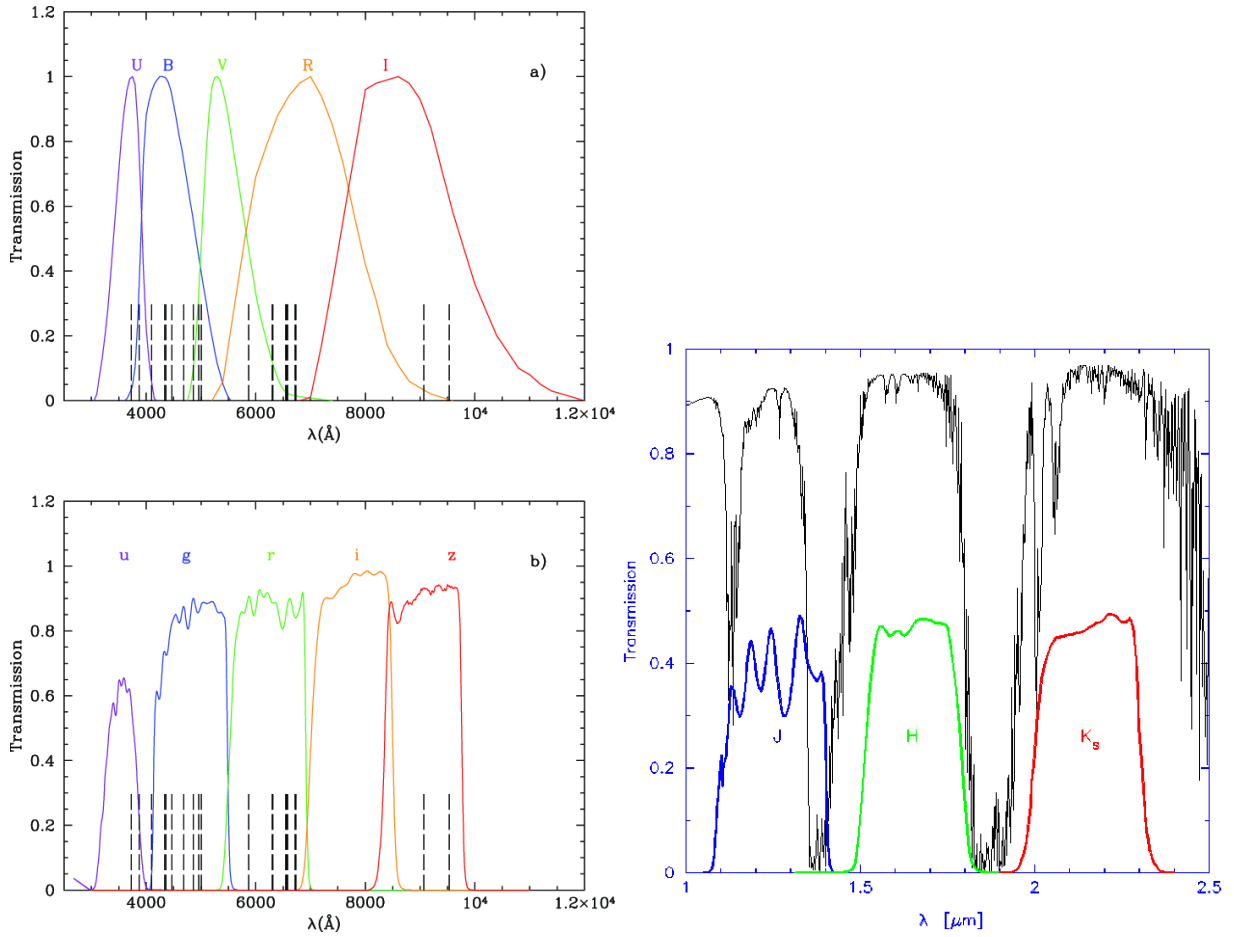 1.2
1
0.8
0.6
0.4
0.2
0
Transmission
U B V R I
a)
4000 6000 8000 10⁴ 1.2×10⁴
λ(Å)
1.2
1
0.8
0.6
0.4
0.2
0
Transmission
u g r i z
b)
4000 6000 8000 10⁴ 1.2×10⁴
λ(Å)
1
0.8
0.6
0.4
0.2
0
Transmission
J H Kₛ
1 1.5 2 2.5
λ [μm]